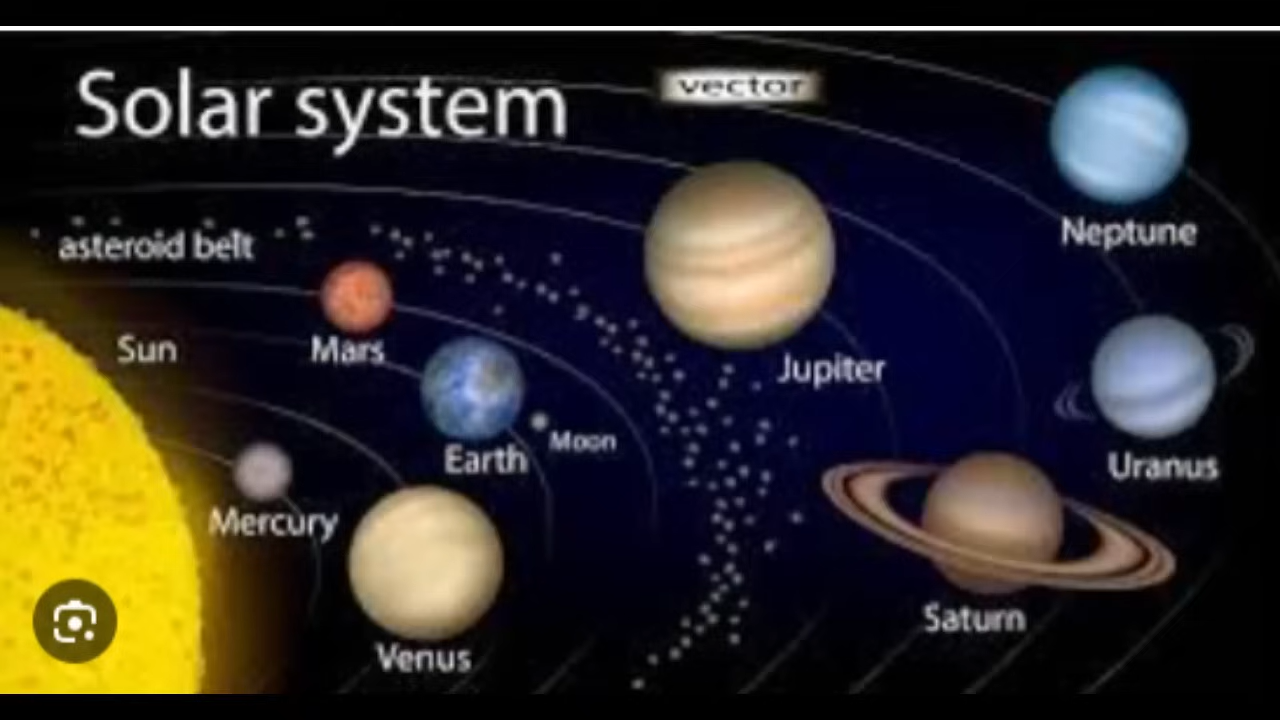 Solar system
vector
Neptune
asteroid belt
Sun
Mars
Jupiter
Moon
Earth
Uranus
Mercury
Saturn
Venus